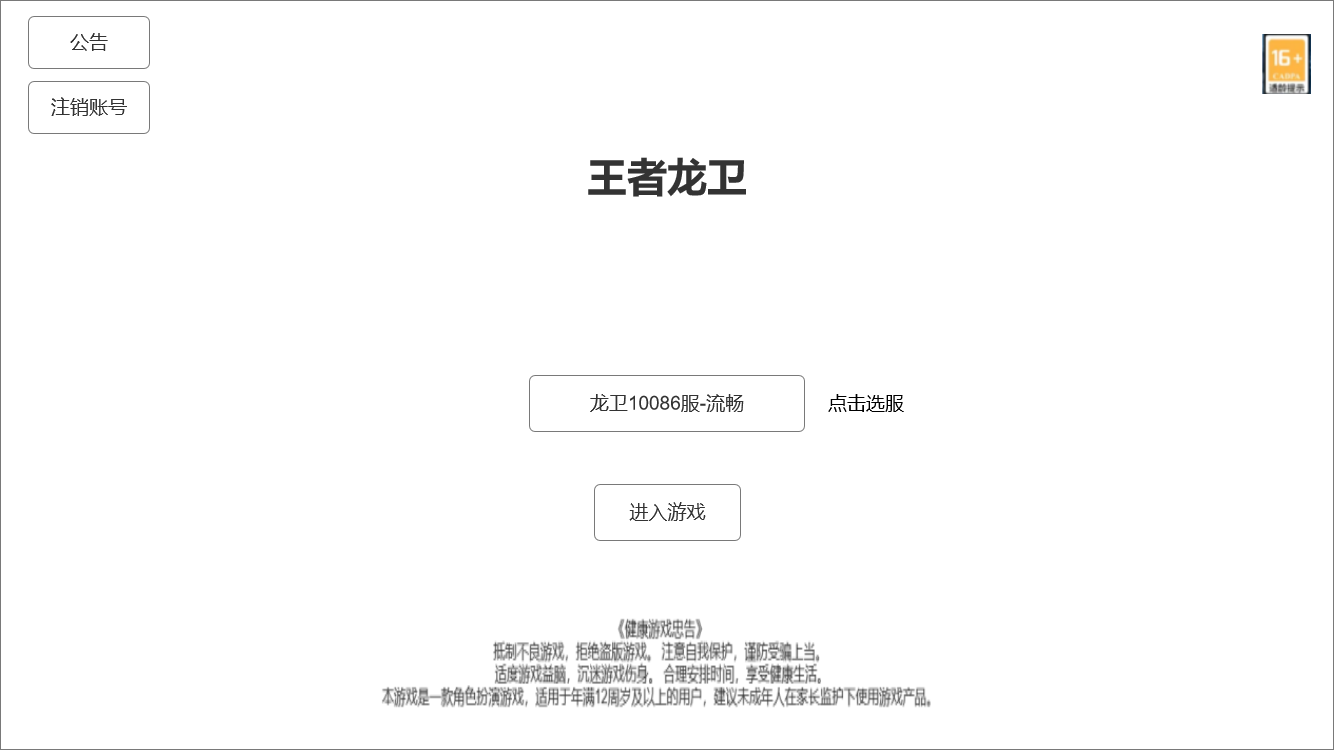 公告
注销账号
16+
CADPA
适龄提示
王者龙卫
龙卫10086服-流畅
点击选服
进入游戏
《健康游戏忠告》
抵制不良游戏，拒绝盗版游戏。注意自我保护，谨防受骗上当。
适度游戏益脑，沉迷游戏伤身。合理安排时间，享受健康生活。
本游戏是一款角色扮演游戏，适用于年满12周岁及以上的用户，建议未成年人在家长监护下使用游戏产品。